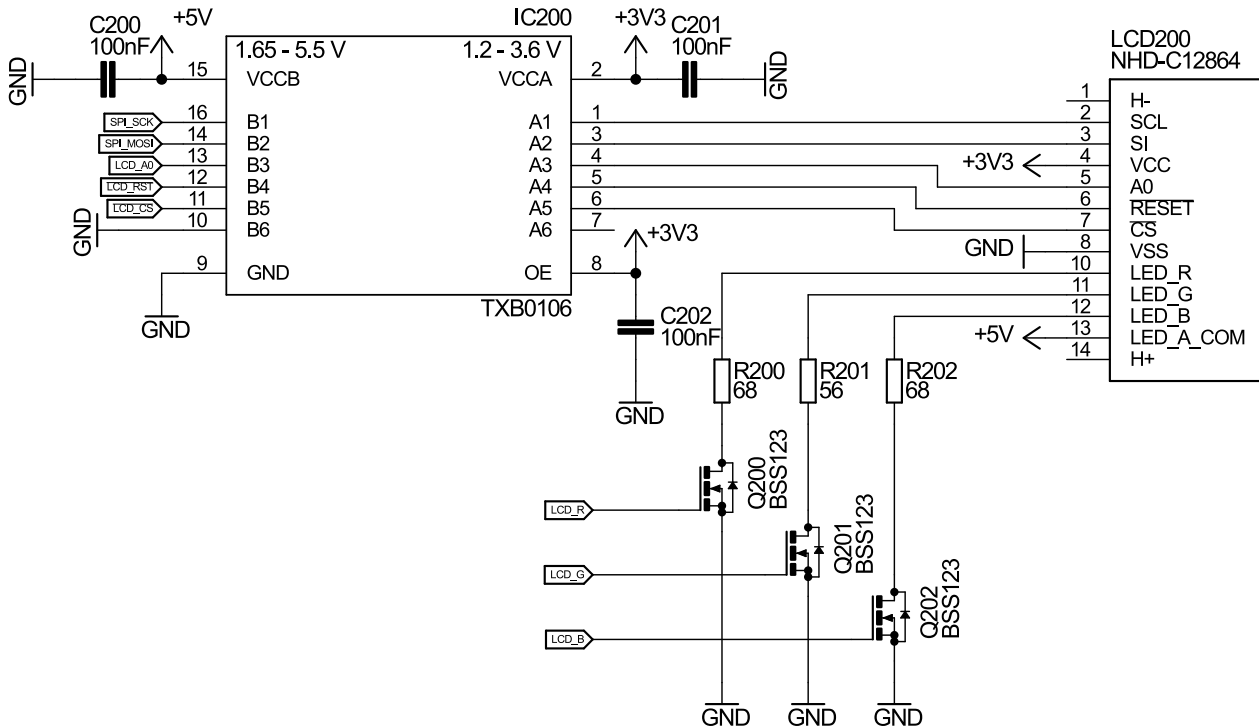 C200
100nF
+5V
GND
IC200
1.65 - 5.5 V
1.2 - 3.6 V
+3V3
C201
100nF
GND
LCD200
NHD-C12864
15
VCCB
VCCA
2
SPI_SCK
16
B1
A1
1
SPI_MOSI
14
B2
A2
3
LCD_A0
13
B3
A3
4
LCD_RST
12
B4
A4
5
LCD_CS
11
B5
A5
6
GND
10
B6
A6
7
9
GND
OE
8
+3V3
GND
TXB0106
C202
100nF
GND
1
H-
2
SCL
3
SI
+3V3
4
VCC
5
A0
6
RESET
7
CS
GND
8
VSS
10
LED_R
11
LED_G
12
LED_B
+5V
13
LED_A_COM
14
H+
R200
68
R201
56
R202
68
LCD_R
Q200
BSS123
LCD_G
Q201
BSS123
LCD_B
Q202
BSS123
GND
GND
GND